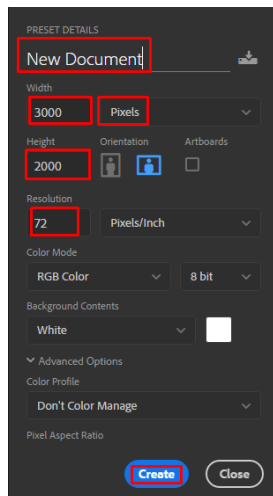 PRESET DETAILS
New Document
Width
3000 Pixels
Height Orientation Artboards
2000
Resolution
72 Pixels/Inch
Color Mode
RGB Color 8 bit
Background Contents
White
Advanced Options
Color Profile
Don't Color Manage
Pixel Aspect Ratio
Create Close